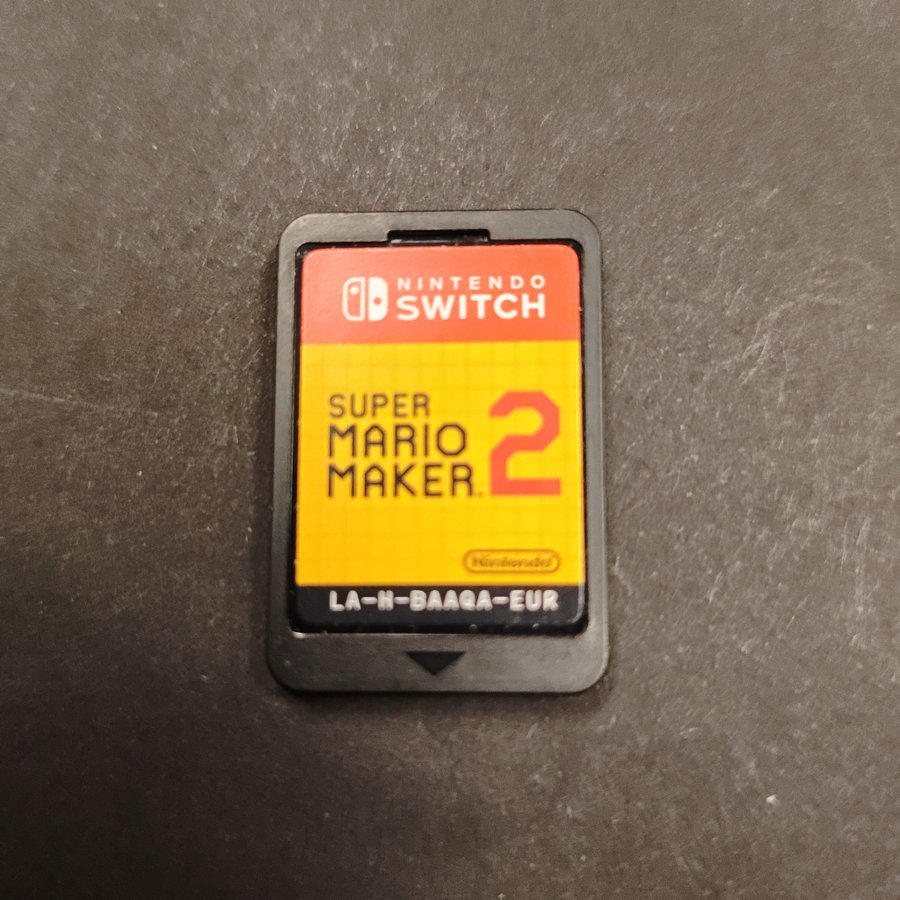 NINTENDO
SWITCH
SUPER
MARIO
MAKER 2
Nintendo
LA-H-BAAQA-EUR